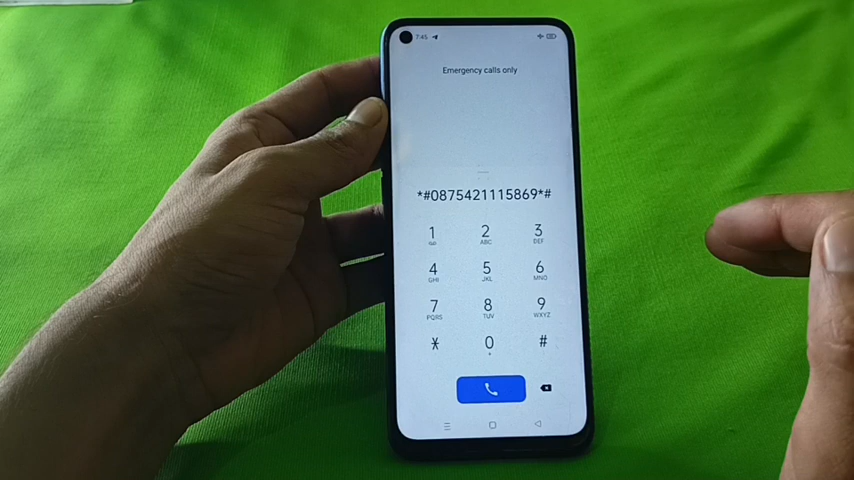 7:45
Emergency calls only
*#0875421115869*#
1 2 3
ABC DEF
4 5 6
GHI JKL MNO
7 8 9
PQRS TUV WXYZ
* 0 #
+